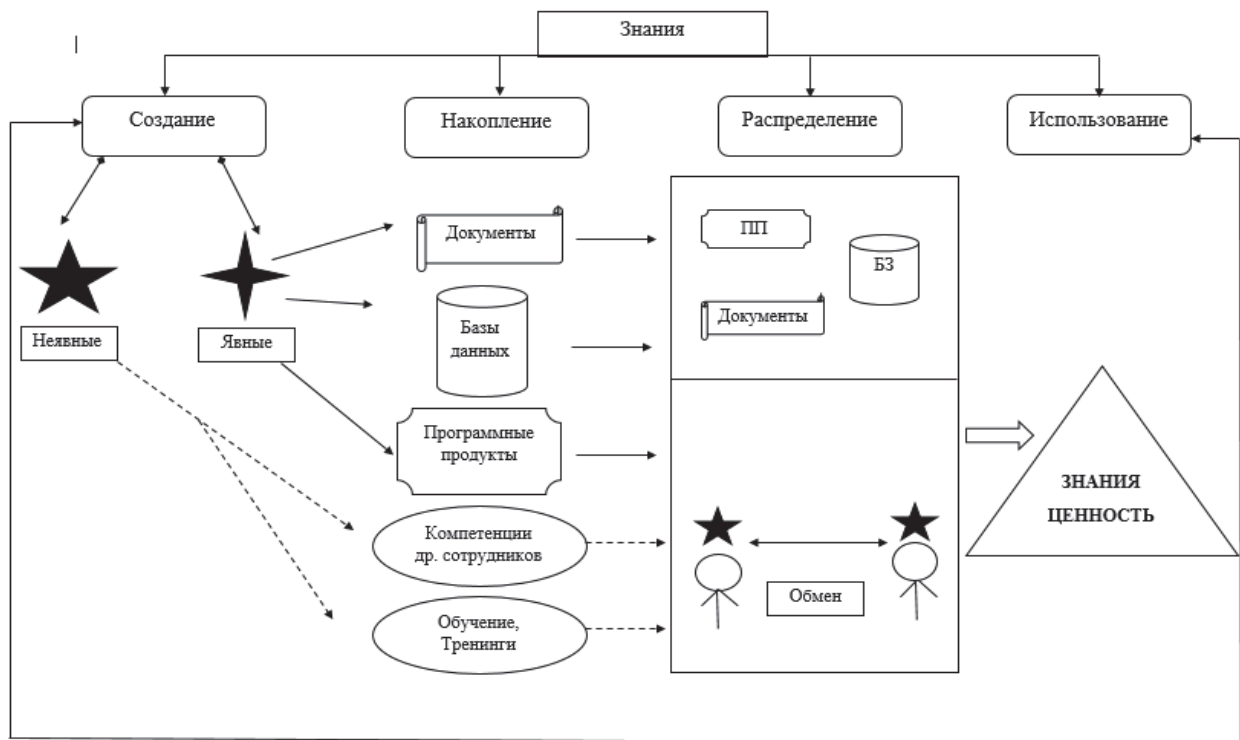 Знания
Создание
Накопление
Распределение
Использование
Документы
ПП
БЗ
Неявные
Явные
Базы
данных
Документы
Программные
продукты
Компетенции
др. сотрудников
Обмен
Обучение,
Тренинги
ЗНАНИЯ
ЦЕННОСТЬ